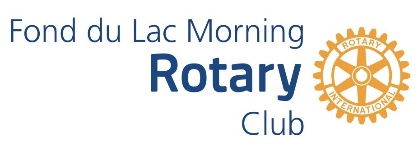 Fond du Lac Morning
Rotary
Club
ROTARY
INTERNATIONAL